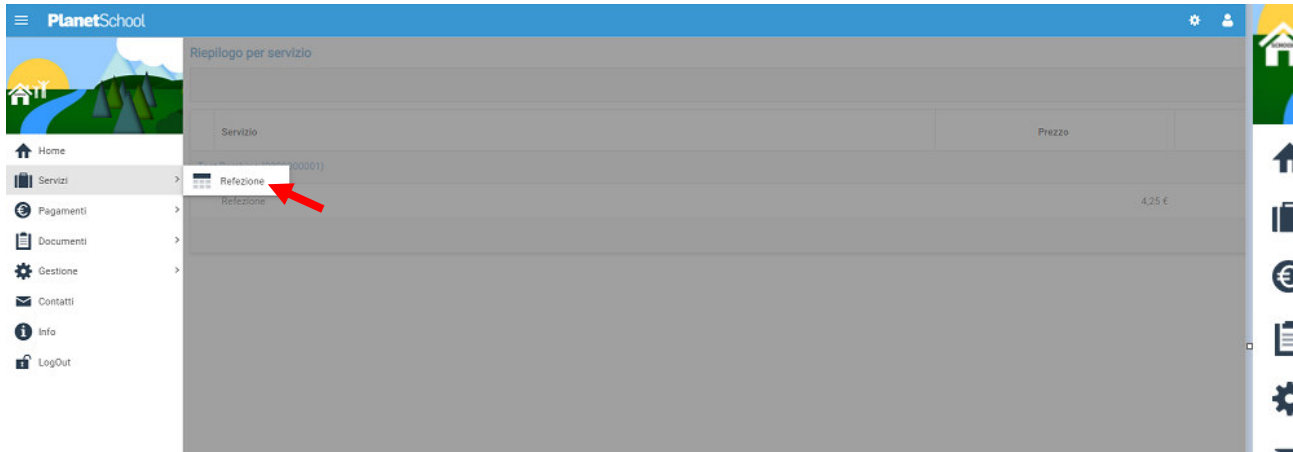 PlanetSchool
Riepilogo per servizio
Servizio
Prezzo
Home
Servizi
Refezione
Refezione
4,25 €
Pagamenti
Documenti
Gestione
Contatti
Info
LogOut